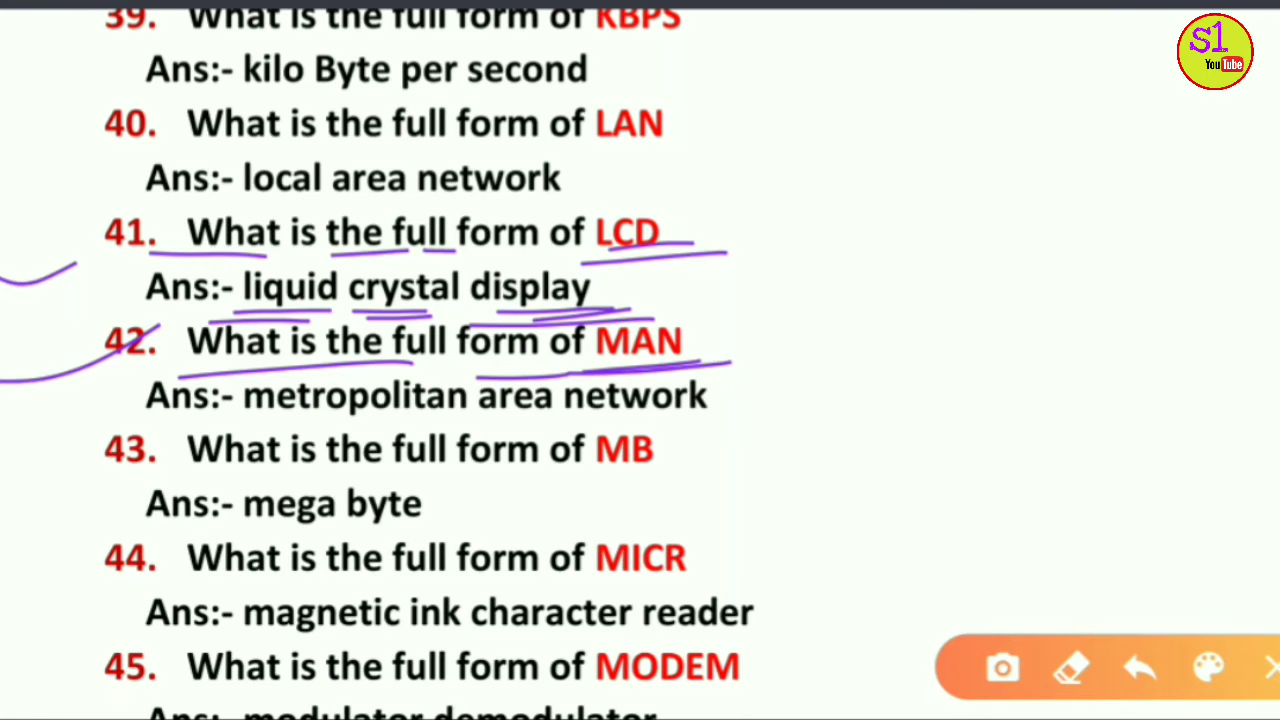 39. What is the full form of KBPS
Ans:- kilo Byte per second
40. What is the full form of LAN
Ans:- local area network
41. What is the full form of LCD
Ans:- liquid crystal display
42. What is the full form of MAN
Ans:- metropolitan area network
43. What is the full form of MB
Ans:- mega byte
44. What is the full form of MICR
Ans:- magnetic ink character reader
45. What is the full form of MODEM
Ans:- modulator demodulator
S1
YouTube